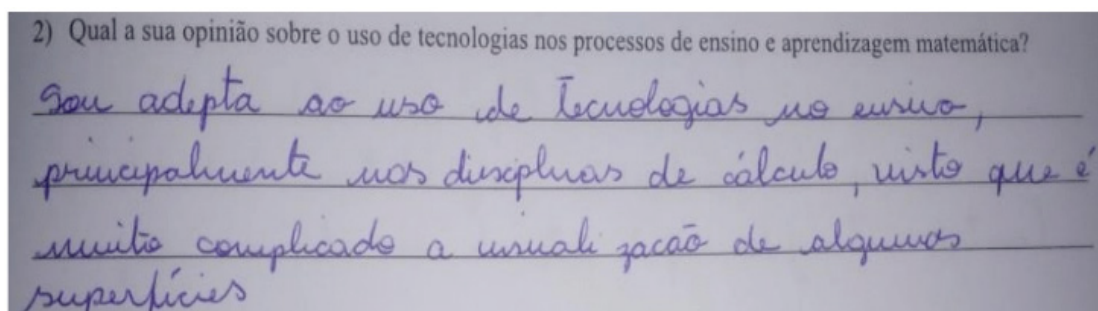 2) Qual a sua opinião sobre o uso de tecnologias nos processos de ensino e aprendizagem matemática?
Sou adepta ao uso de tecnologias no ensino,
principalmente nas disciplinas de cálculo, visto que é
muito complicado a visualização de algumas
superfícies